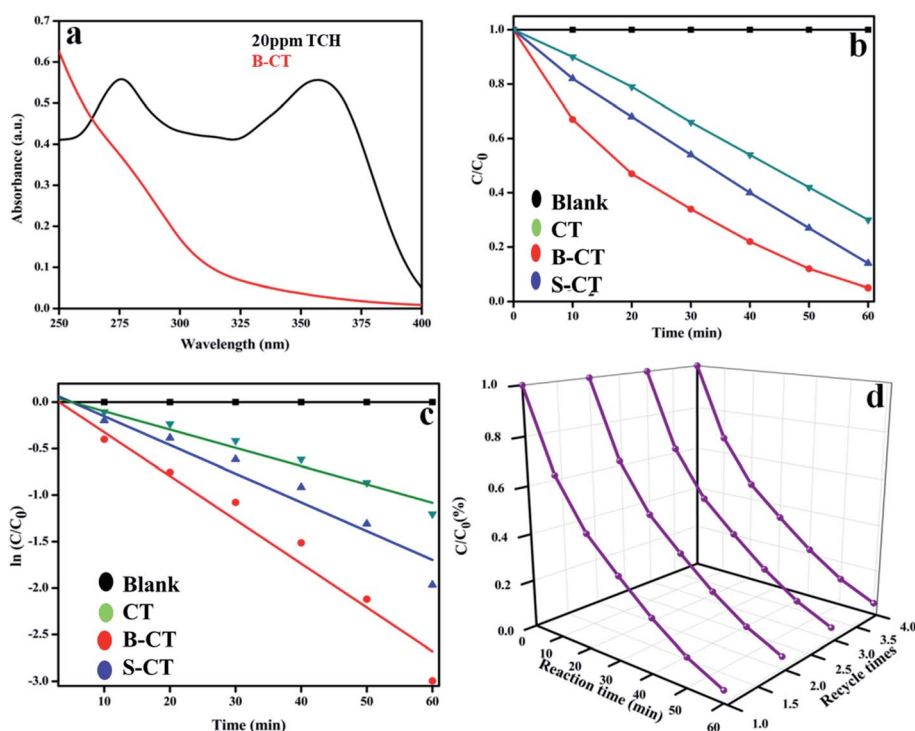 a
20ppm TCH
B-CT
Absorbance (a.u.)
0.7
0.6
0.5
0.4
0.3
0.2
0.1
0.0
250 275 300 325 350 375 400
Wavelength (nm)
b
C/C0
1.0
0.8
0.6
0.4
0.2
0.0
Blank
CT
B-CT
S-CT
0 10 20 30 40 50 60
Time (min)
c
ln (C/C0)
0.0
-0.5
-1.0
-1.5
-2.0
-2.5
-3.0
Blank
CT
B-CT
S-CT
10 20 30 40 50 60
Time (min)
d
C/C0(%)
1.0
0.8
0.6
0.4
0.2
0.0
0 10 20 30 40 50 60
Reaction time (min)
1.0 1.5 2.0 2.5 3.0 3.5 4.0
Recycle times